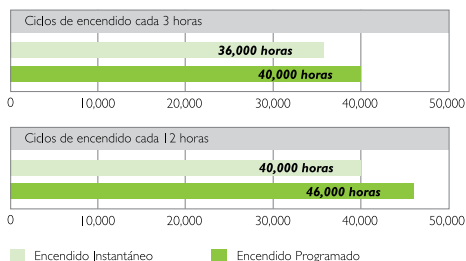 Ciclos de encendido cada 3 horas
36,000 horas
40,000 horas
0 10,000 20,000 30,000 40,000 50,000
Ciclos de encendido cada 12 horas
40,000 horas
46,000 horas
0 10,000 20,000 30,000 40,000 50,000
Encendido Instantáneo Encendido Programado